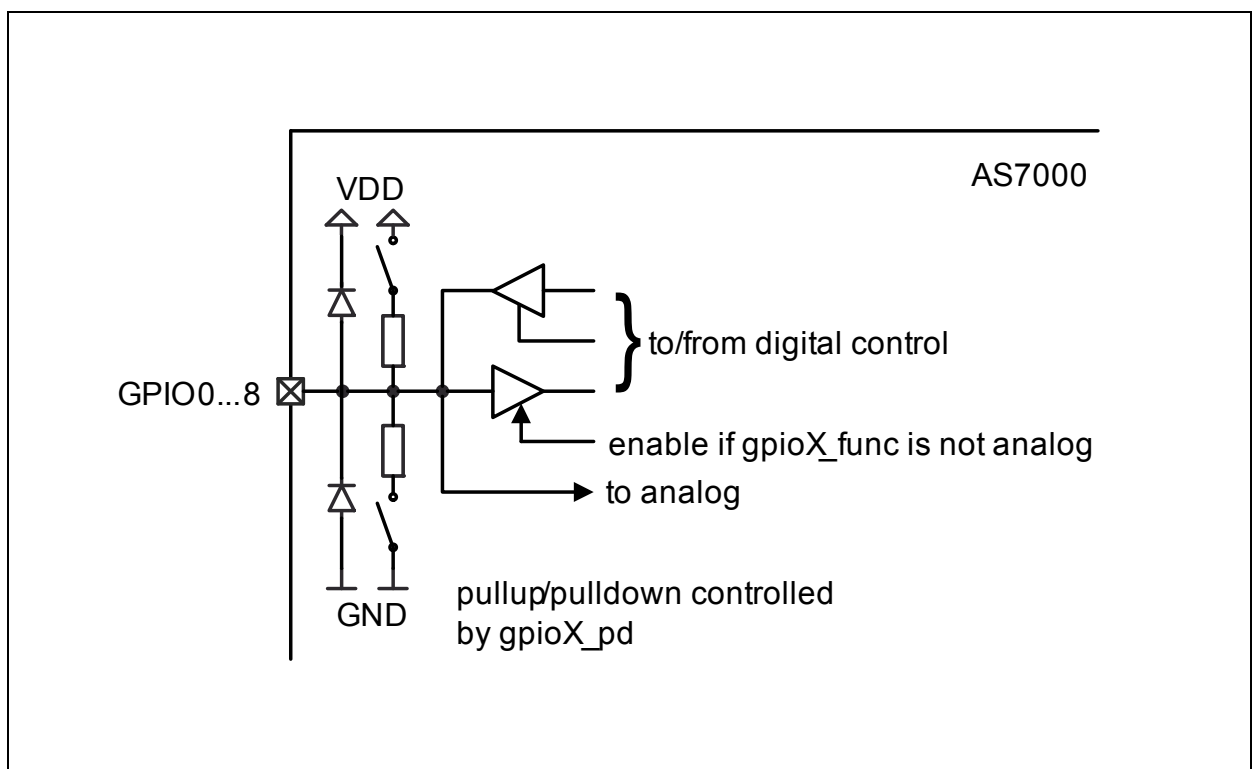 AS7000
VDD
to/from digital control
GPIO0...8
enable if gpioX_func is not analog
to analog
GND
pullup/pulldown controlled
by gpioX_pd